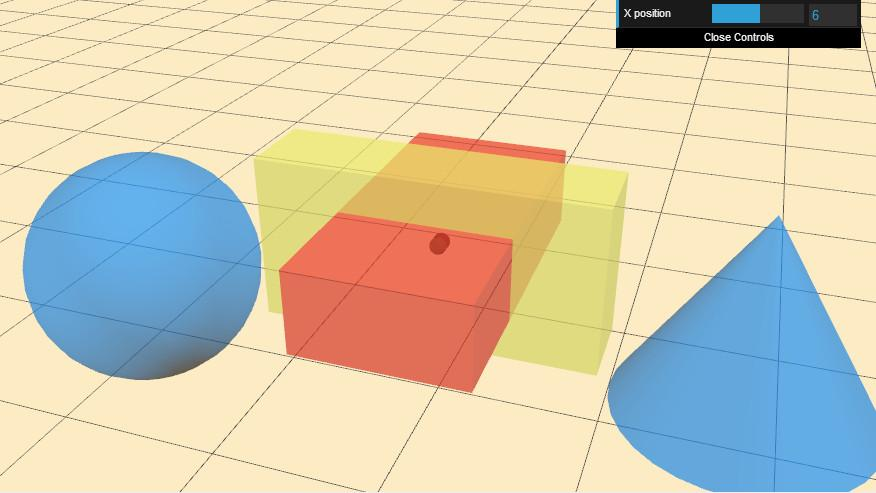 X position 6
Close Controls